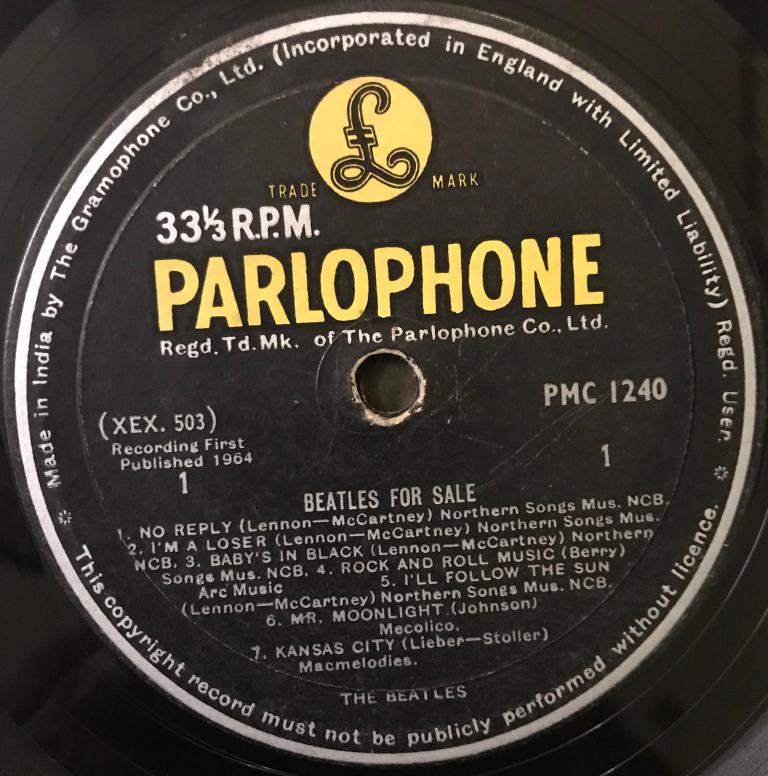 Made in India by The Gramophone Co., Ltd. (Incorporated in England with Limited Liability) Regd. User.
£
TRADE MARK
33⅓ R.P.M.
PARLOPHONE
Regd. Td. Mk. of The Parlophone Co., Ltd.
PMC 1240
(XEX. 503)
Recording First
Published 1964
1
1
BEATLES FOR SALE
1. NO REPLY (Lennon—McCartney) Northern Songs Mus. NCB.
2. I'M A LOSER (Lennon—McCartney) Northern Songs Mus.
NCB. 3. BABY'S IN BLACK (Lennon—McCartney) Northern
Songs Mus. NCB. 4. ROCK AND ROLL MUSIC (Berry)
Arc Music 5. I'LL FOLLOW THE SUN
(Lennon—McCartney) Northern Songs Mus. NCB.
6. MR. MOONLIGHT (Johnson)
Mecolico.
7. KANSAS CITY (Lieber—Stoller)
Macmelodies.
THE BEATLES
This copyright record must not be publicly performed without licence.